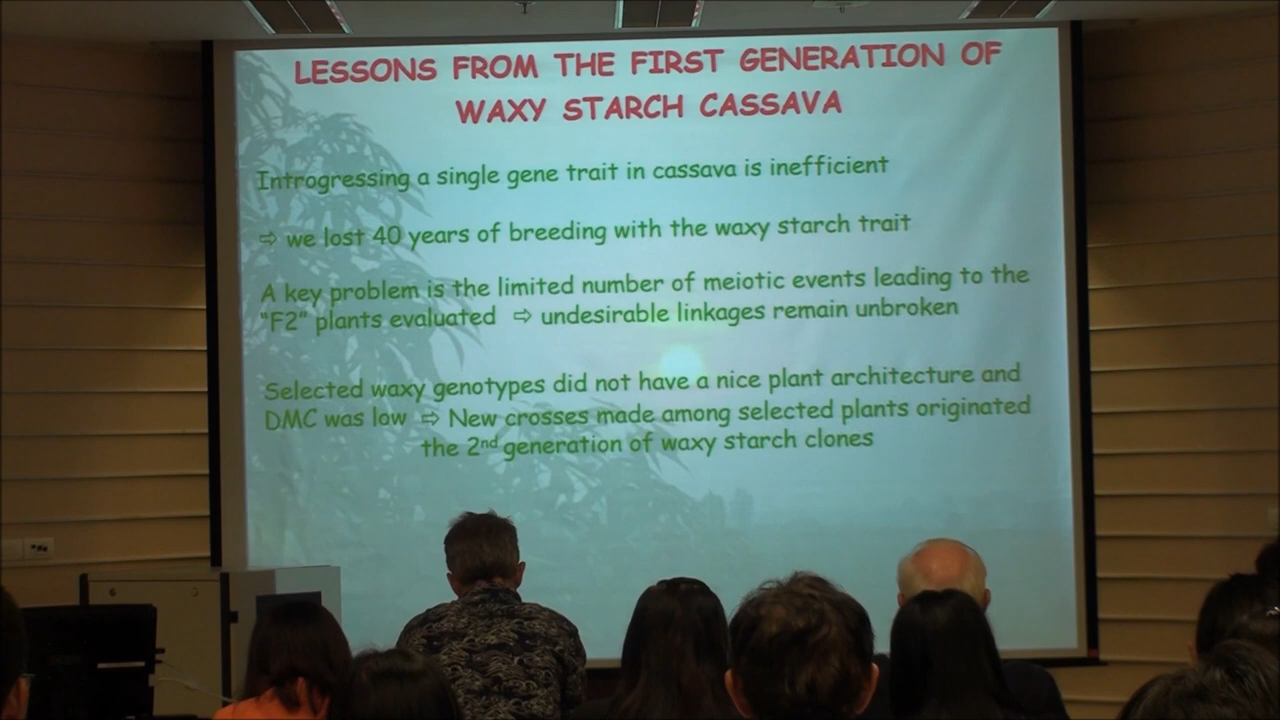 LESSONS FROM THE FIRST GENERATION OF
WAXY STARCH CASSAVA
Introgressing a single gene trait in cassava is inefficient
⇨ we lost 40 years of breeding with the waxy starch trait
A key problem is the limited number of meiotic events leading to the
"F2" plants evaluated ⇨ undesirable linkages remain unbroken
Selected waxy genotypes did not have a nice plant architecture and
DMC was low ⇨ New crosses made among selected plants originated
the 2nd generation of waxy starch clones